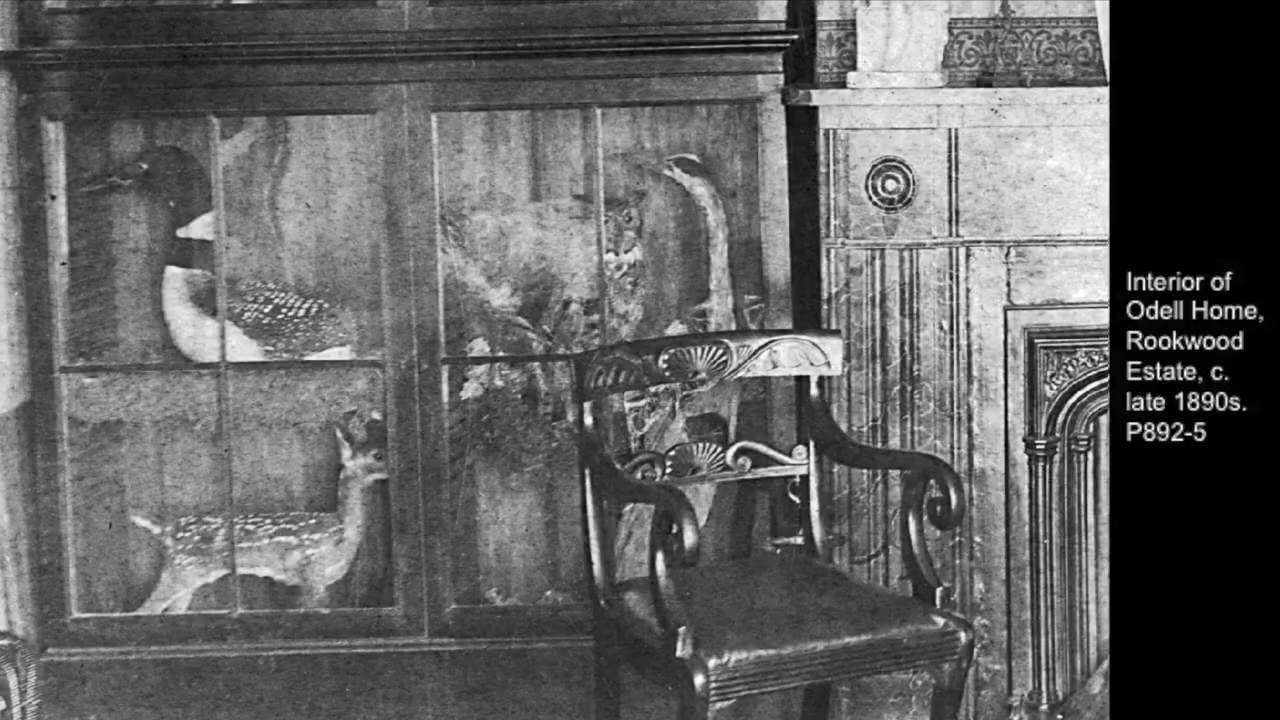 Interior of
Odell Home,
Rookwood
Estate, c.
late 1890s.
P892-5